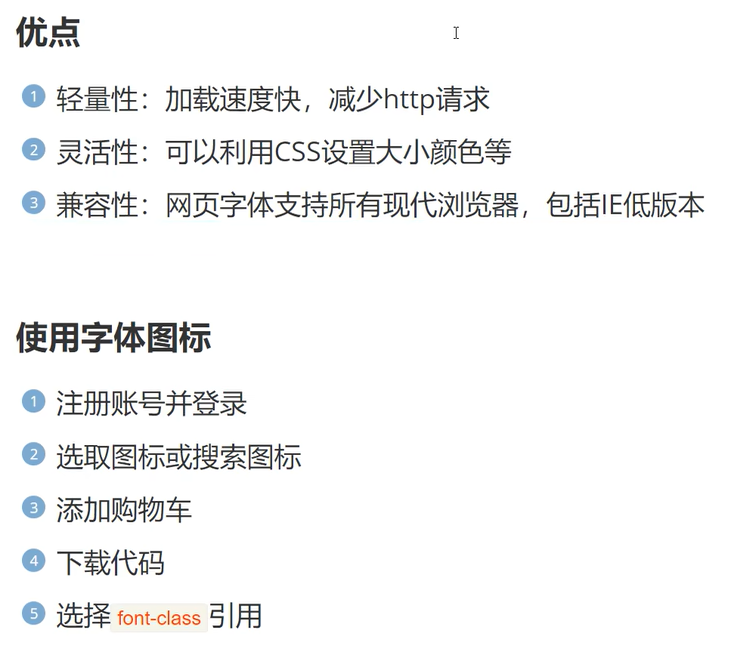 优点
1 轻量性：加载速度快，减少http请求
2 灵活性：可以利用CSS设置大小颜色等
3 兼容性：网页字体支持所有现代浏览器，包括IE低版本
使用字体图标
1 注册账号并登录
2 选取图标或搜索图标
3 添加购物车
4 下载代码
5 选择 font-class 引用